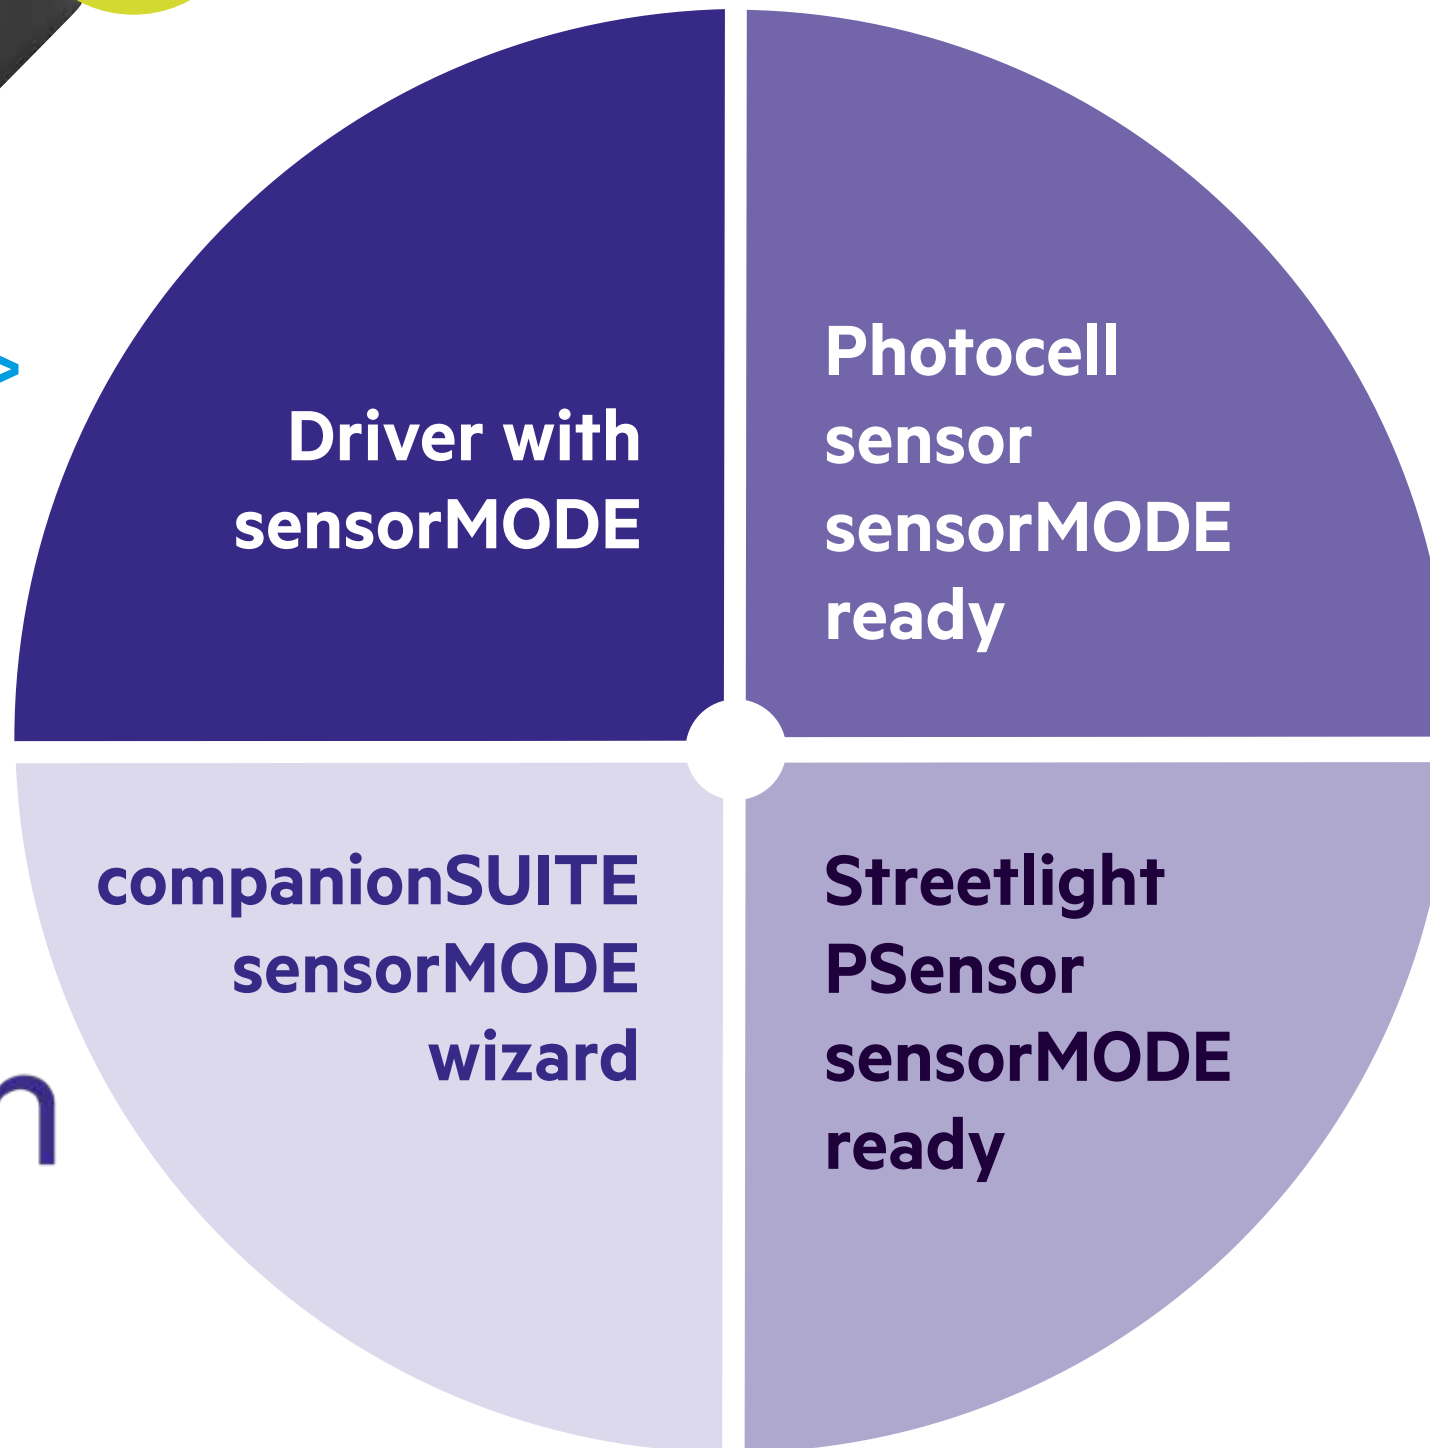 >
Driver with
sensorMODE
Photocell
sensor
sensorMODE
ready
companionSUITE
sensorMODE
wizard
Streetlight
PSensor
sensorMODE
ready
n